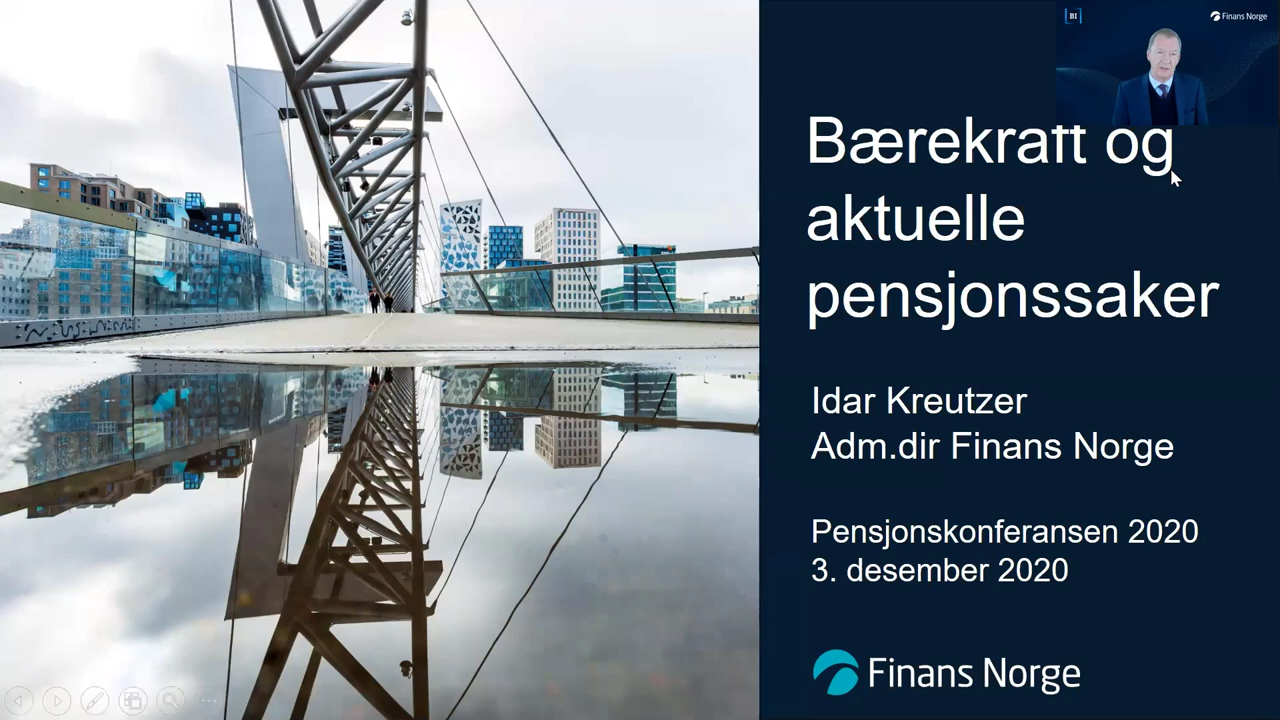 BI
Finans Norge
Bærekraft og
aktuelle
pensjonssaker
Idar Kreutzer
Adm.dir Finans Norge
Pensjonskonferansen 2020
3. desember 2020
Finans Norge